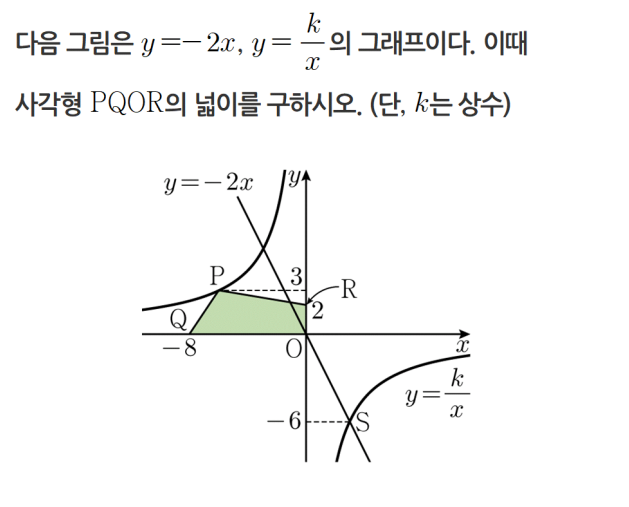 다음 그림은 y=-2x, y=k/x의 그래프이다. 이때
사각형 PQOR의 넓이를 구하시오. (단, k는 상수)
y=-2x
y
P
3
R
Q
2
-8
O
x
y=k/x
-6
S